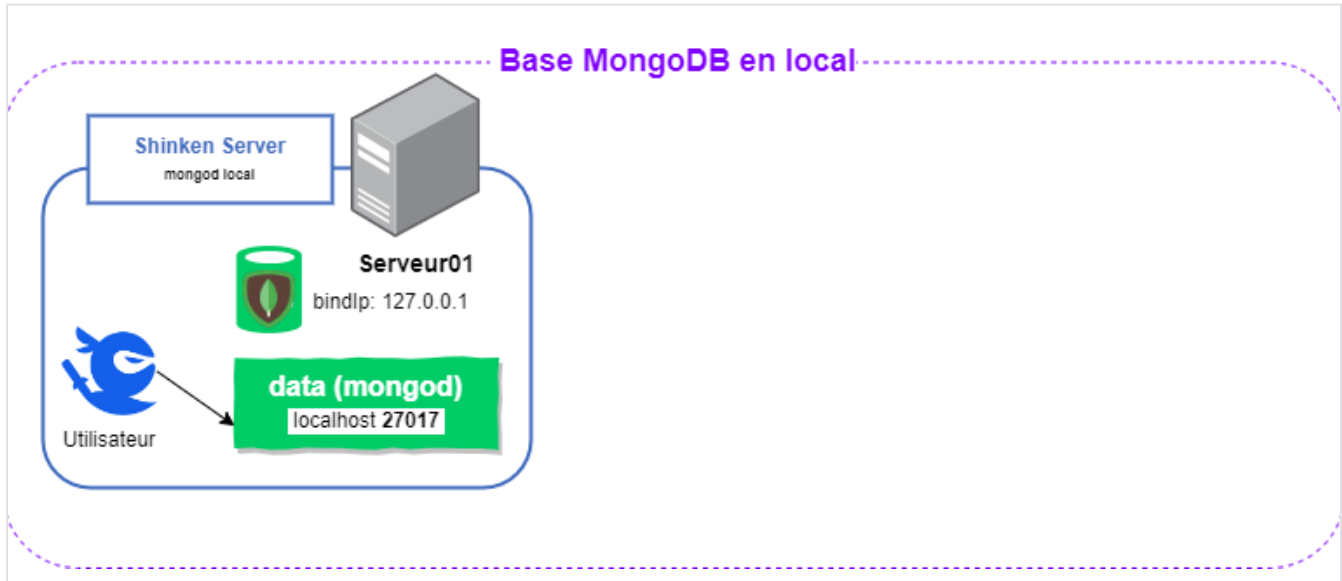 Base MongoDB en local
Shinken Server
mongod local
Serveur01
bindIp: 127.0.0.1
data (mongod)
localhost 27017
Utilisateur